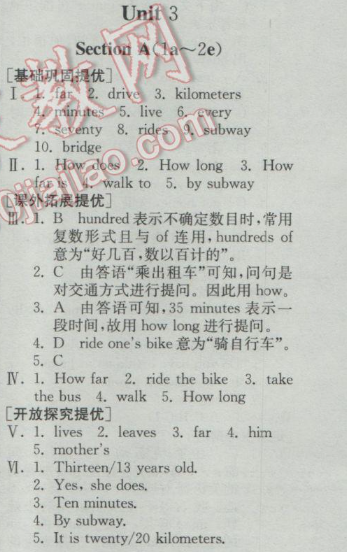 Unit 3
Section A(1a~2e)
[基础巩固提优]
Ⅰ. 1. far 2. drive 3. kilometers
4. minutes 5. live 6. every
7. seventy 8. rides 9. subway
10. bridge
Ⅱ. 1. How does 2. How long 3. How
far is 4. walk to 5. by subway
[课外拓展提优]
Ⅲ. 1. B hundred 表示不确定数目时,常用
复数形式且与 of 连用,hundreds of
意为“好几百,数以百计的”。
2. C 由答语“乘出租车”可知,问句是
对交通方式进行提问。因此用 how。
3. A 由答语可知,35 minutes 表示一
段时间,故用 how long 进行提问。
4. D ride one's bike 意为“骑自行车”。
5. C
Ⅳ. 1. How far 2. ride the bike 3. take
the bus 4. walk 5. How long
[开放探究提优]
Ⅴ. 1. lives 2. leaves 3. far 4. him
5. mother's
Ⅵ. 1. Thirteen/13 years old.
2. Yes, she does.
3. Ten minutes.
4. By subway.
5. It is twenty/20 kilometers.